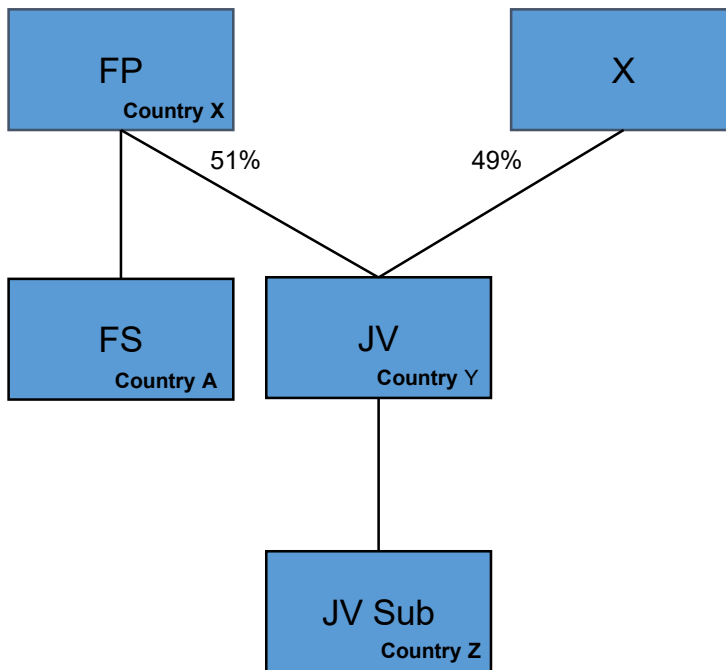 FP
Country X
X
51%
49%
FS
Country A
JV
Country Y
JV Sub
Country Z